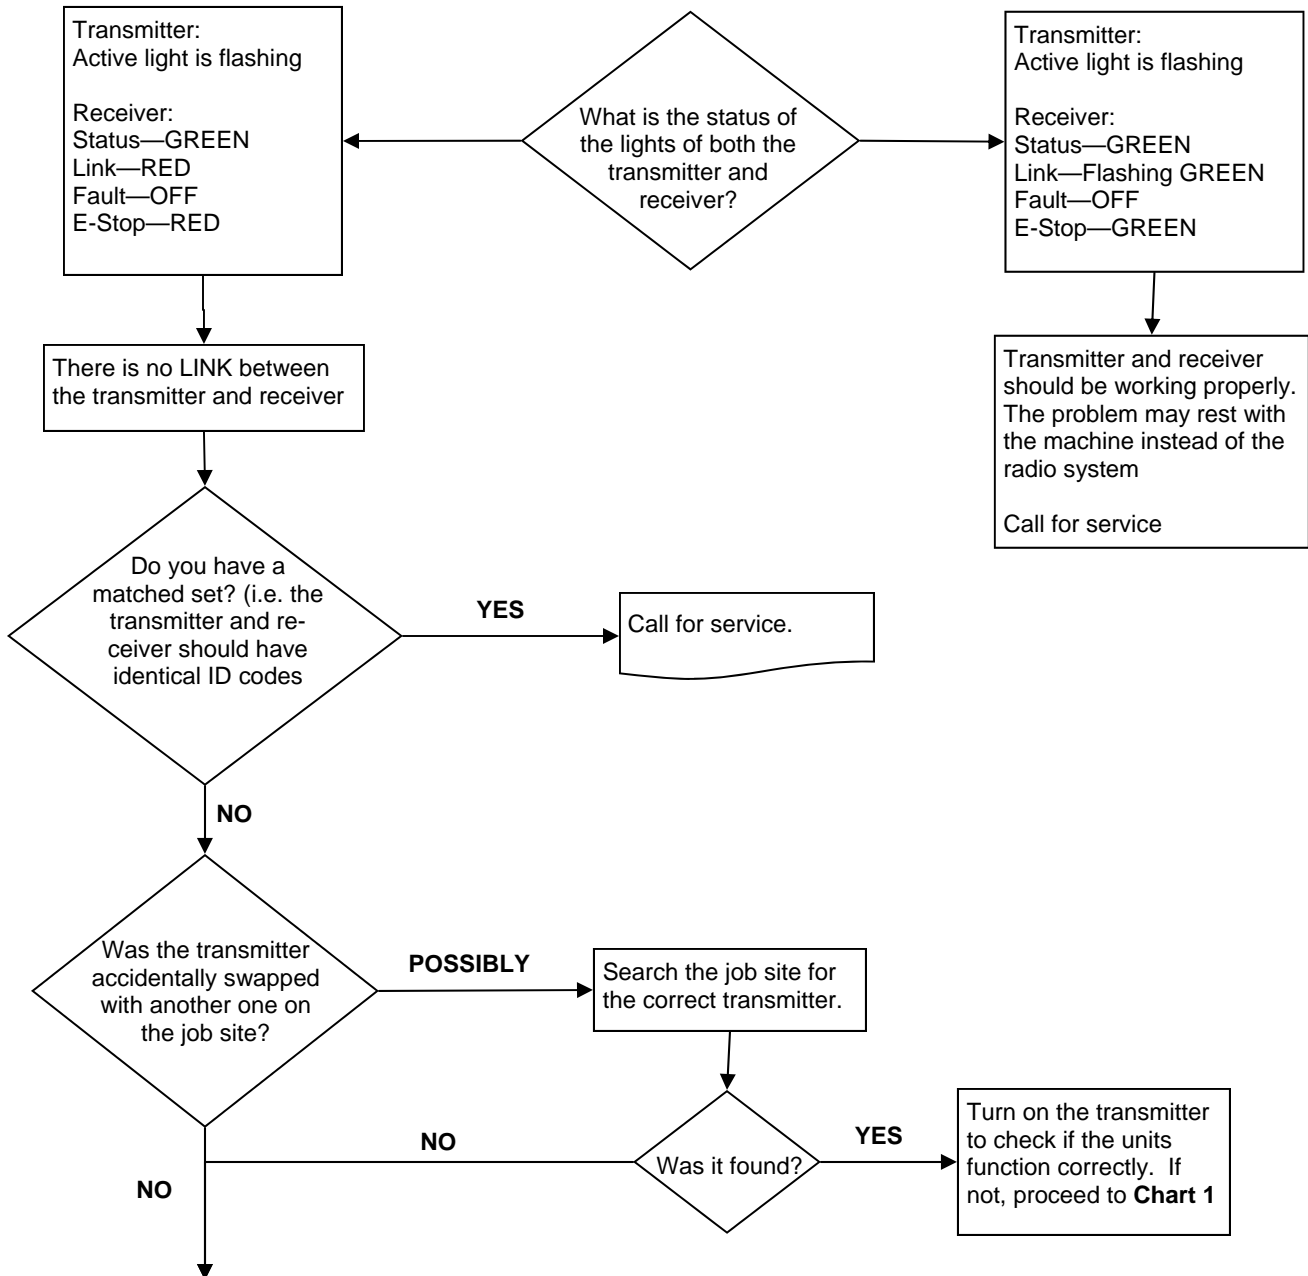 Transmitter:
Active light is flashing
Receiver:
Status—GREEN
Link—RED
Fault—OFF
E-Stop—RED
What is the status of
the lights of both the
transmitter and
receiver?
Transmitter:
Active light is flashing
Receiver:
Status—GREEN
Link—Flashing GREEN
Fault—OFF
E-Stop—GREEN
There is no LINK between
the transmitter and receiver
Transmitter and receiver
should be working properly.
The problem may rest with
the machine instead of the
radio system
Call for service
Do you have a
matched set? (i.e. the
transmitter and re-
ceiver should have
identical ID codes
YES
Call for service.
NO
Was the transmitter
accidentally swapped
with another one on
the job site?
POSSIBLY
Search the job site for
the correct transmitter.
Was it found?
YES
Turn on the transmitter
to check if the units
function correctly.  If
not, proceed to Chart 1
NO
NO